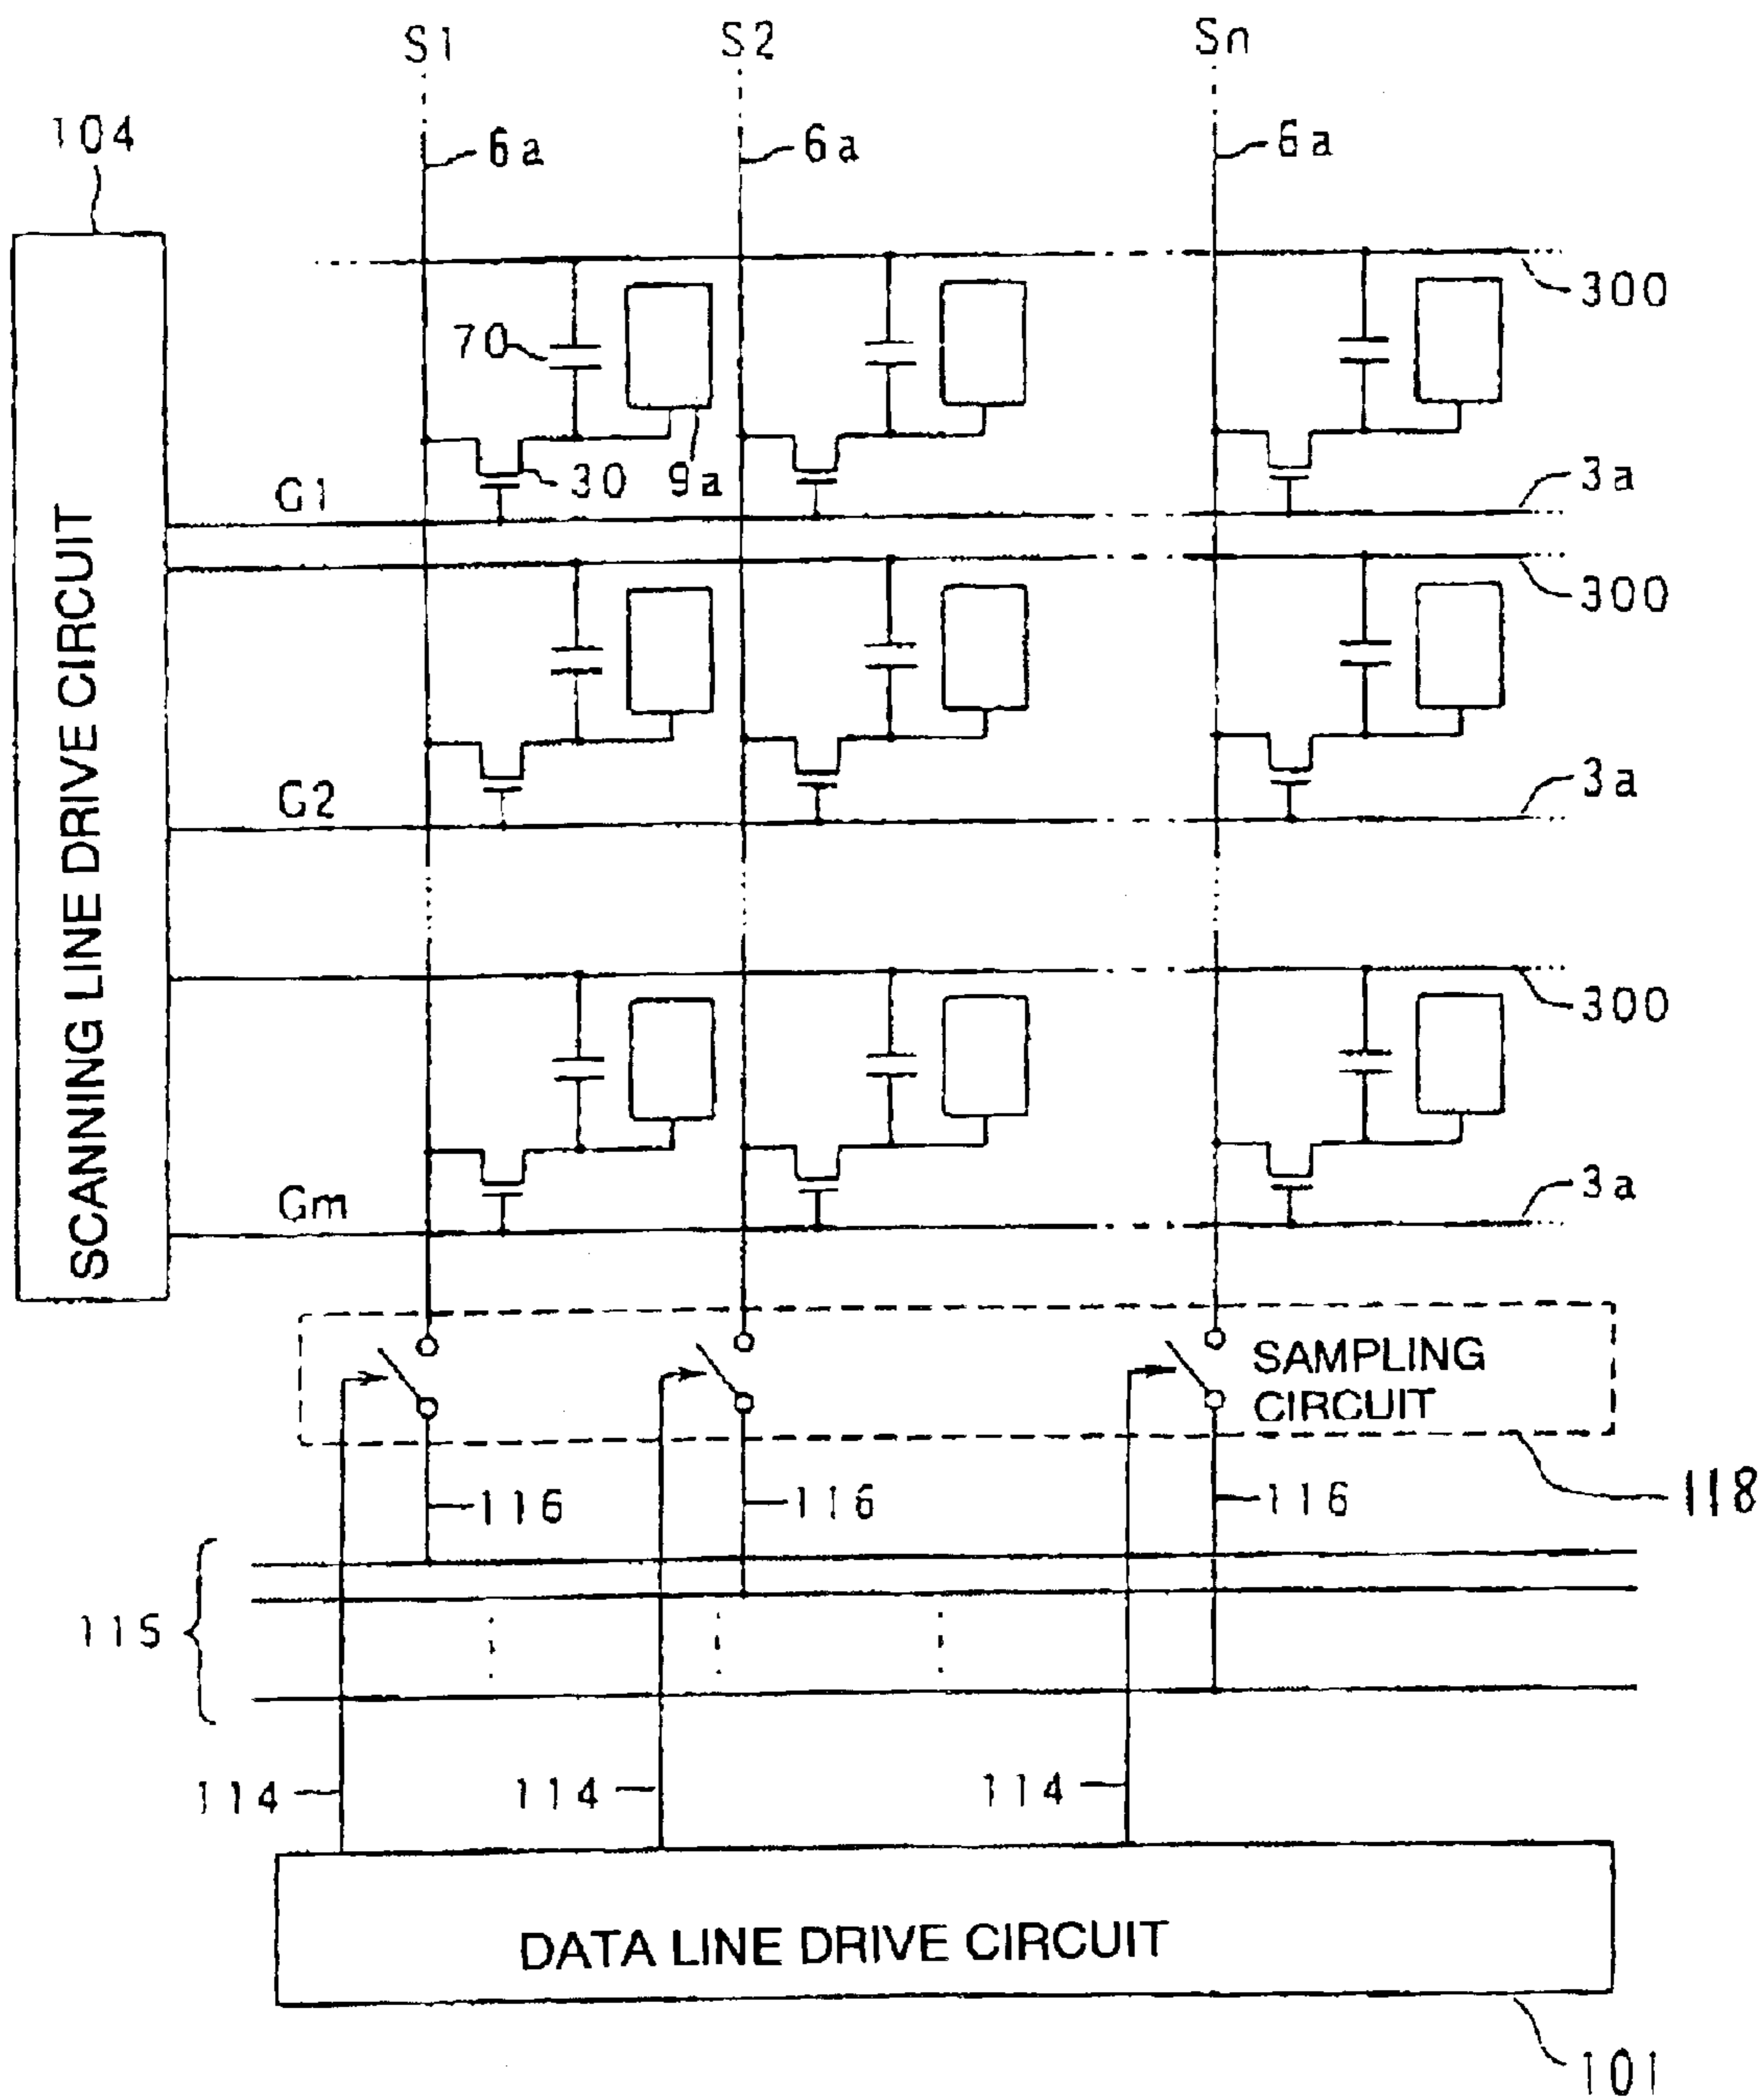 S1 S2 Sn
104
6a 6a 6a
300
70
30 9a
3a
G1
300
3a
G2
300
3a
Gm
SCANNING LINE DRIVE CIRCUIT
SAMPLING
CIRCUIT
118
116 116 116
115
114 114 114
DATA LINE DRIVE CIRCUIT
101